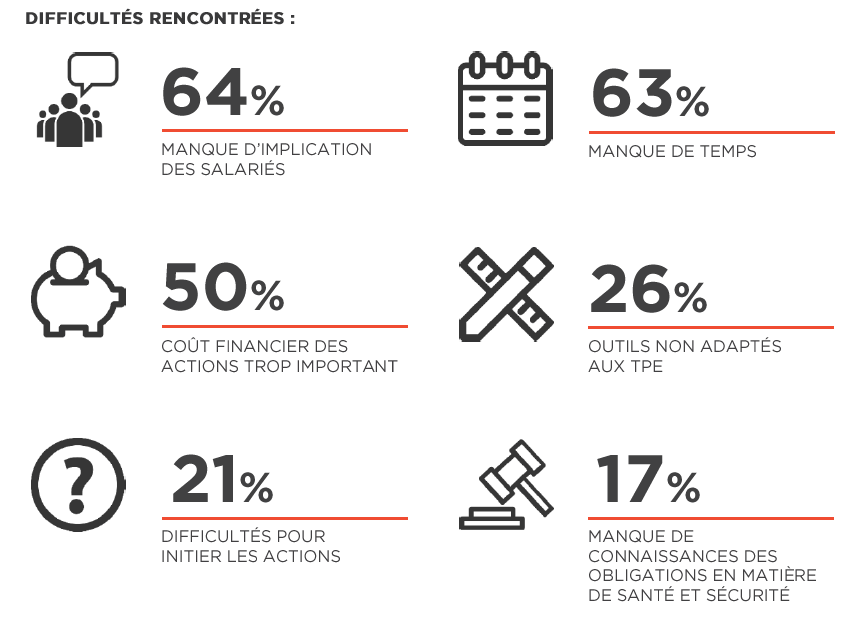 DIFFICULTÉS RENCONTRÉES :
64%
MANQUE D'IMPLICATION
DES SALARIÉS
63%
MANQUE DE TEMPS
50%
COÛT FINANCIER DES
ACTIONS TROP IMPORTANT
26%
OUTILS NON ADAPTÉS
AUX TPE
?
21%
DIFFICULTÉS POUR
INITIER LES ACTIONS
17%
MANQUE DE
CONNAISSANCES DES
OBLIGATIONS EN MATIÈRE
DE SANTÉ ET SÉCURITÉ